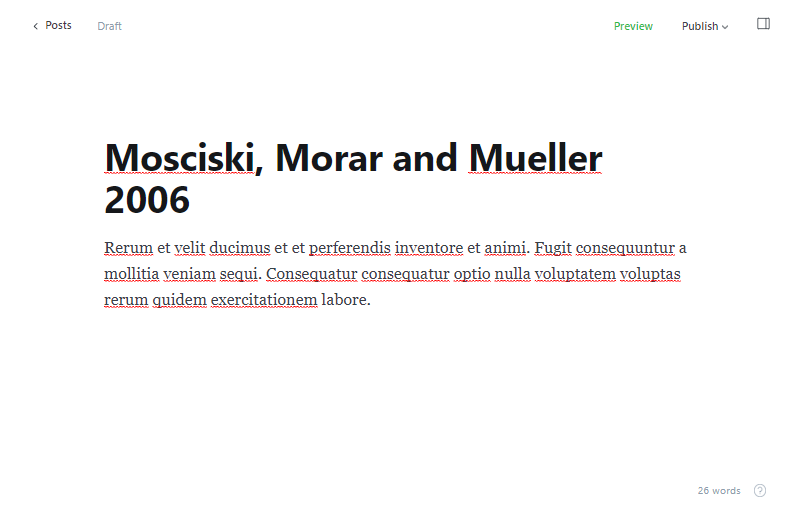 Posts Draft Preview Publish
Mosciski, Morar and Mueller
2006
Rerum et velit ducimus et et perferendis inventore et animi. Fugit consequuntur a
mollitia veniam sequi. Consequatur consequatur optio nulla voluptatem voluptas
rerum quidem exercitationem labore.
26 words ?